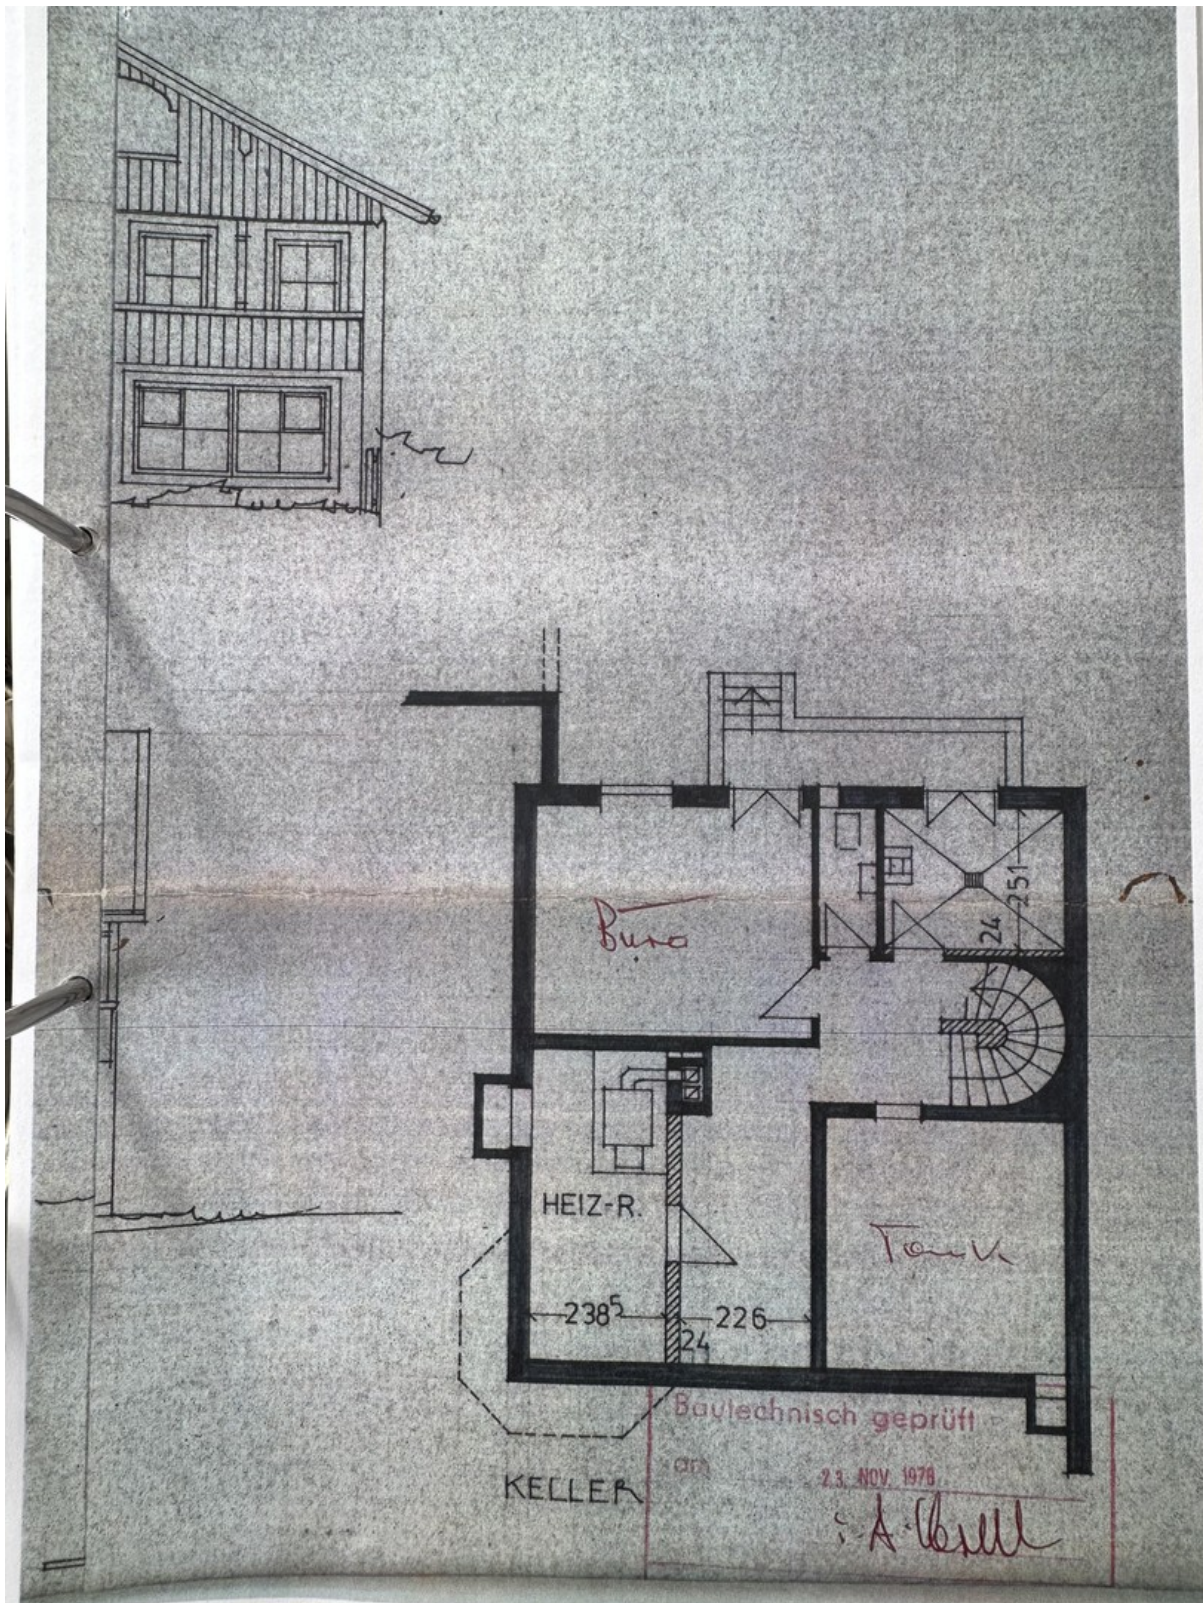 Büro
251
24
HEIZ-R.
Tank
238⁵
226
24
Bautechnisch geprüft
am
23. NOV. 1978
KELLER
i. A.